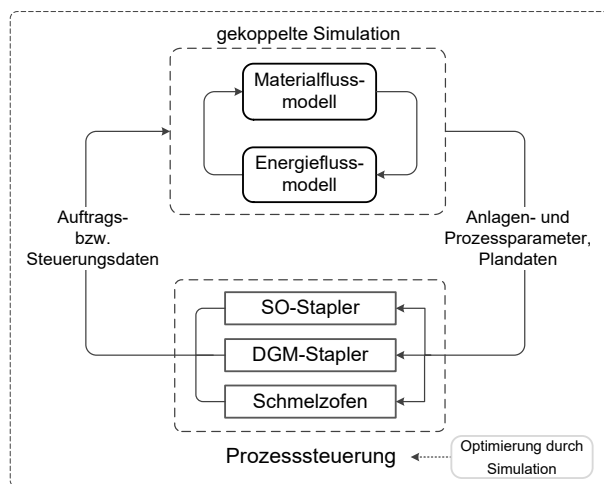 gekoppelte Simulation
Materialfluss-
modell
Energiefluss-
modell
Auftrags-
bzw.
Steuerungsdaten
Anlagen- und
Prozessparameter,
Plandaten
SO-Stapler
DGM-Stapler
Schmelzofen
Prozesssteuerung
Optimierung durch
Simulation